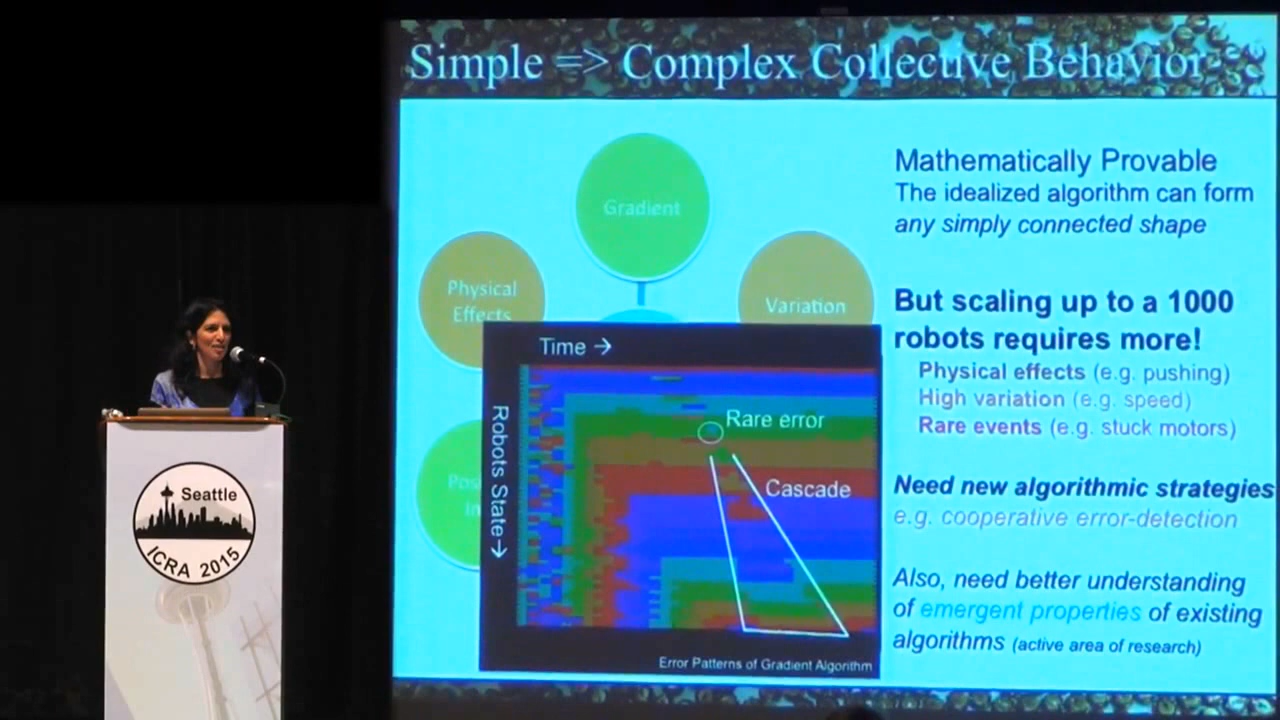 Simple => Complex Collective Behavior
Gradient
Physical
Effects
Variation
Mathematically Provable
The idealized algorithm can form
any simply connected shape
But scaling up to a 1000
robots requires more!
Physical effects (e.g. pushing)
High variation (e.g. speed)
Rare events (e.g. stuck motors)
Need new algorithmic strategies
e.g. cooperative error-detection
Also, need better understanding
of emergent properties of existing
algorithms (active area of research)
Time →
Robots State→
Rare error
Cascade
Error Patterns of Gradient Algorithm
Seattle
ICRA 2015